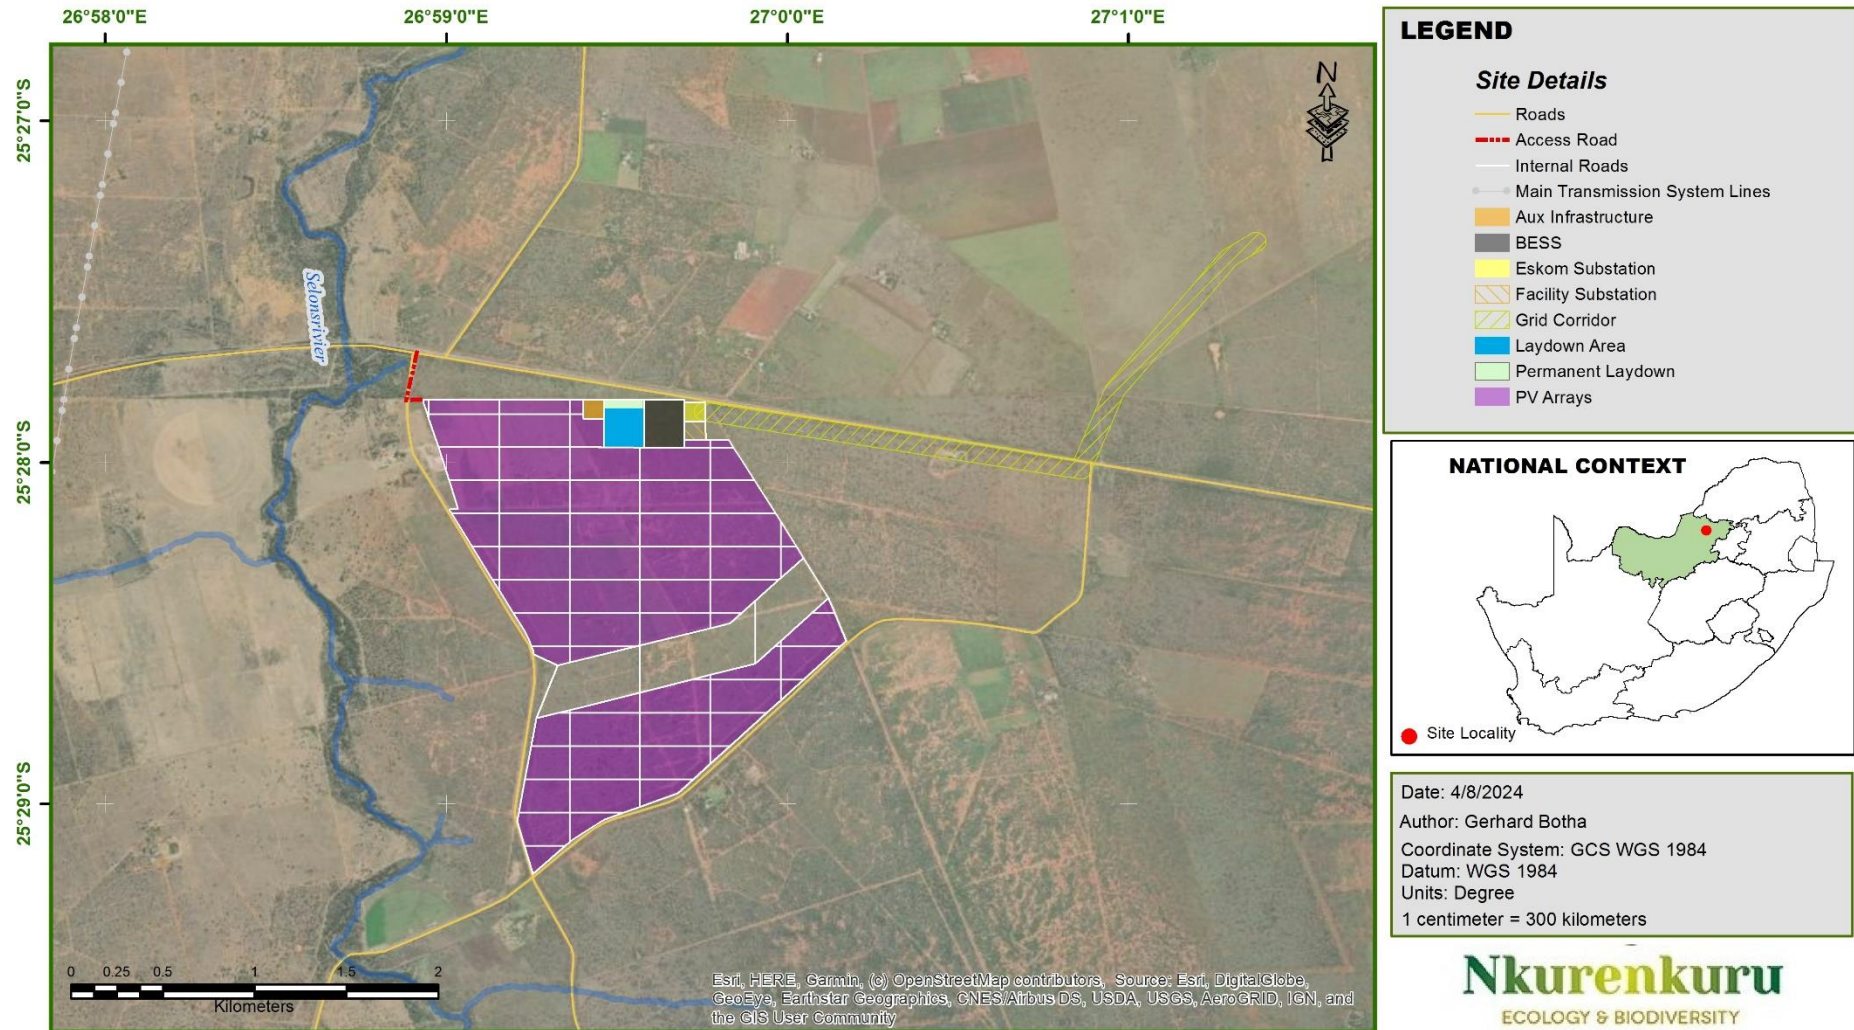 26°58'0"E
26°59'0"E
27°0'0"E
27°1'0"E
25°27'0"S
25°28'0"S
25°29'0"S
N
Selonsrivier
0 0.25 0.5 1 1.5 2
Kilometers
Esri, HERE, Garmin, (c) OpenStreetMap contributors, Source: Esri, DigitalGlobe,
GeoEye, Earthstar Geographics, CNES/Airbus DS, USDA, USGS, AeroGRID, IGN, and
the GIS User Community
LEGEND
Site Details
Roads
Access Road
Internal Roads
Main Transmission System Lines
Aux Infrastructure
BESS
Eskom Substation
Facility Substation
Grid Corridor
Laydown Area
Permanent Laydown
PV Arrays
NATIONAL CONTEXT
Site Locality
Date: 4/8/2024
Author: Gerhard Botha
Coordinate System: GCS WGS 1984
Datum: WGS 1984
Units: Degree
1 centimeter = 300 kilometers
Nkurenkuru
ECOLOGY & BIODIVERSITY